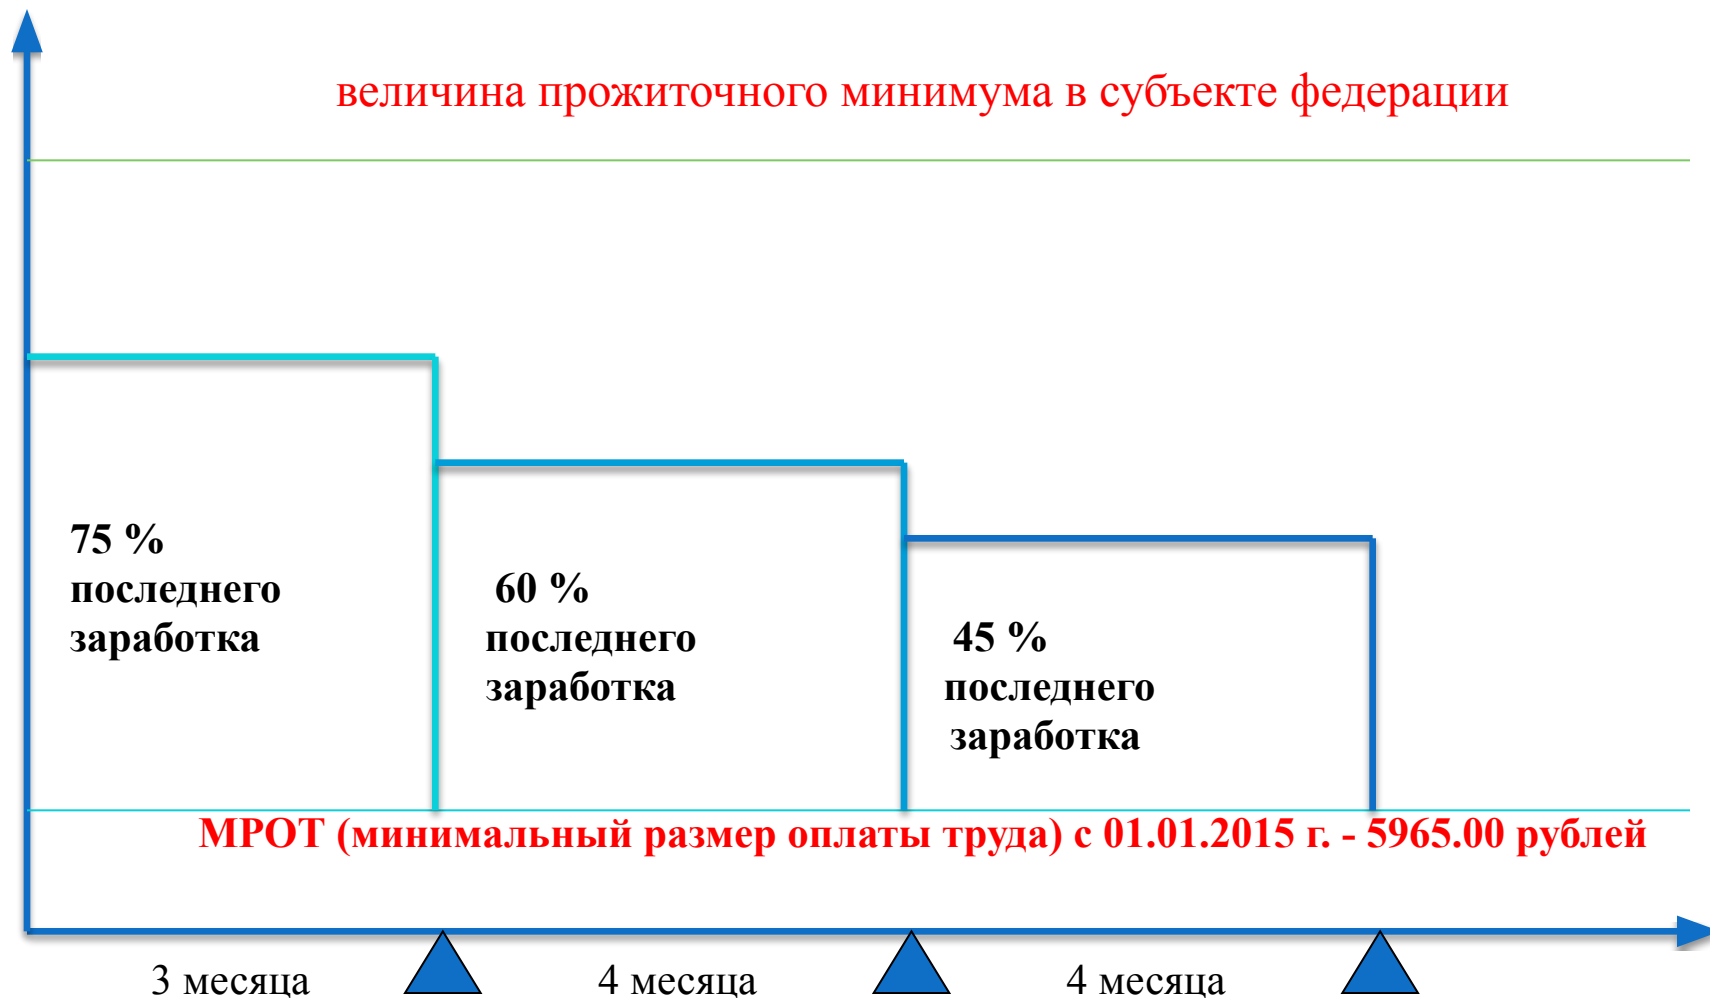 величина прожиточного минимума в субъекте федерации
75 %
последнего
заработка
60 %
последнего
заработка
45 %
последнего
заработка
МРОТ (минимальный размер оплаты труда) с 01.01.2015 г. - 5965.00 рублей
3 месяца
4 месяца
4 месяца